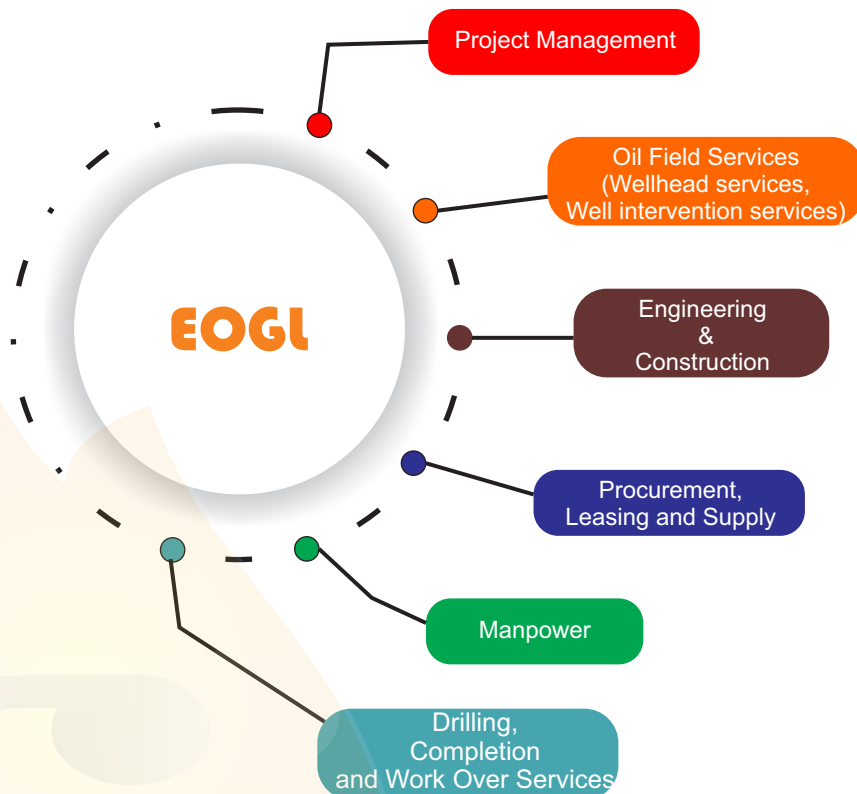 Project Management
Oil Field Services
(Wellhead services,
Well intervention services)
EOGL
Engineering
&
Construction
Procurement,
Leasing and Supply
Manpower
Drilling,
Completion
and Work Over Services